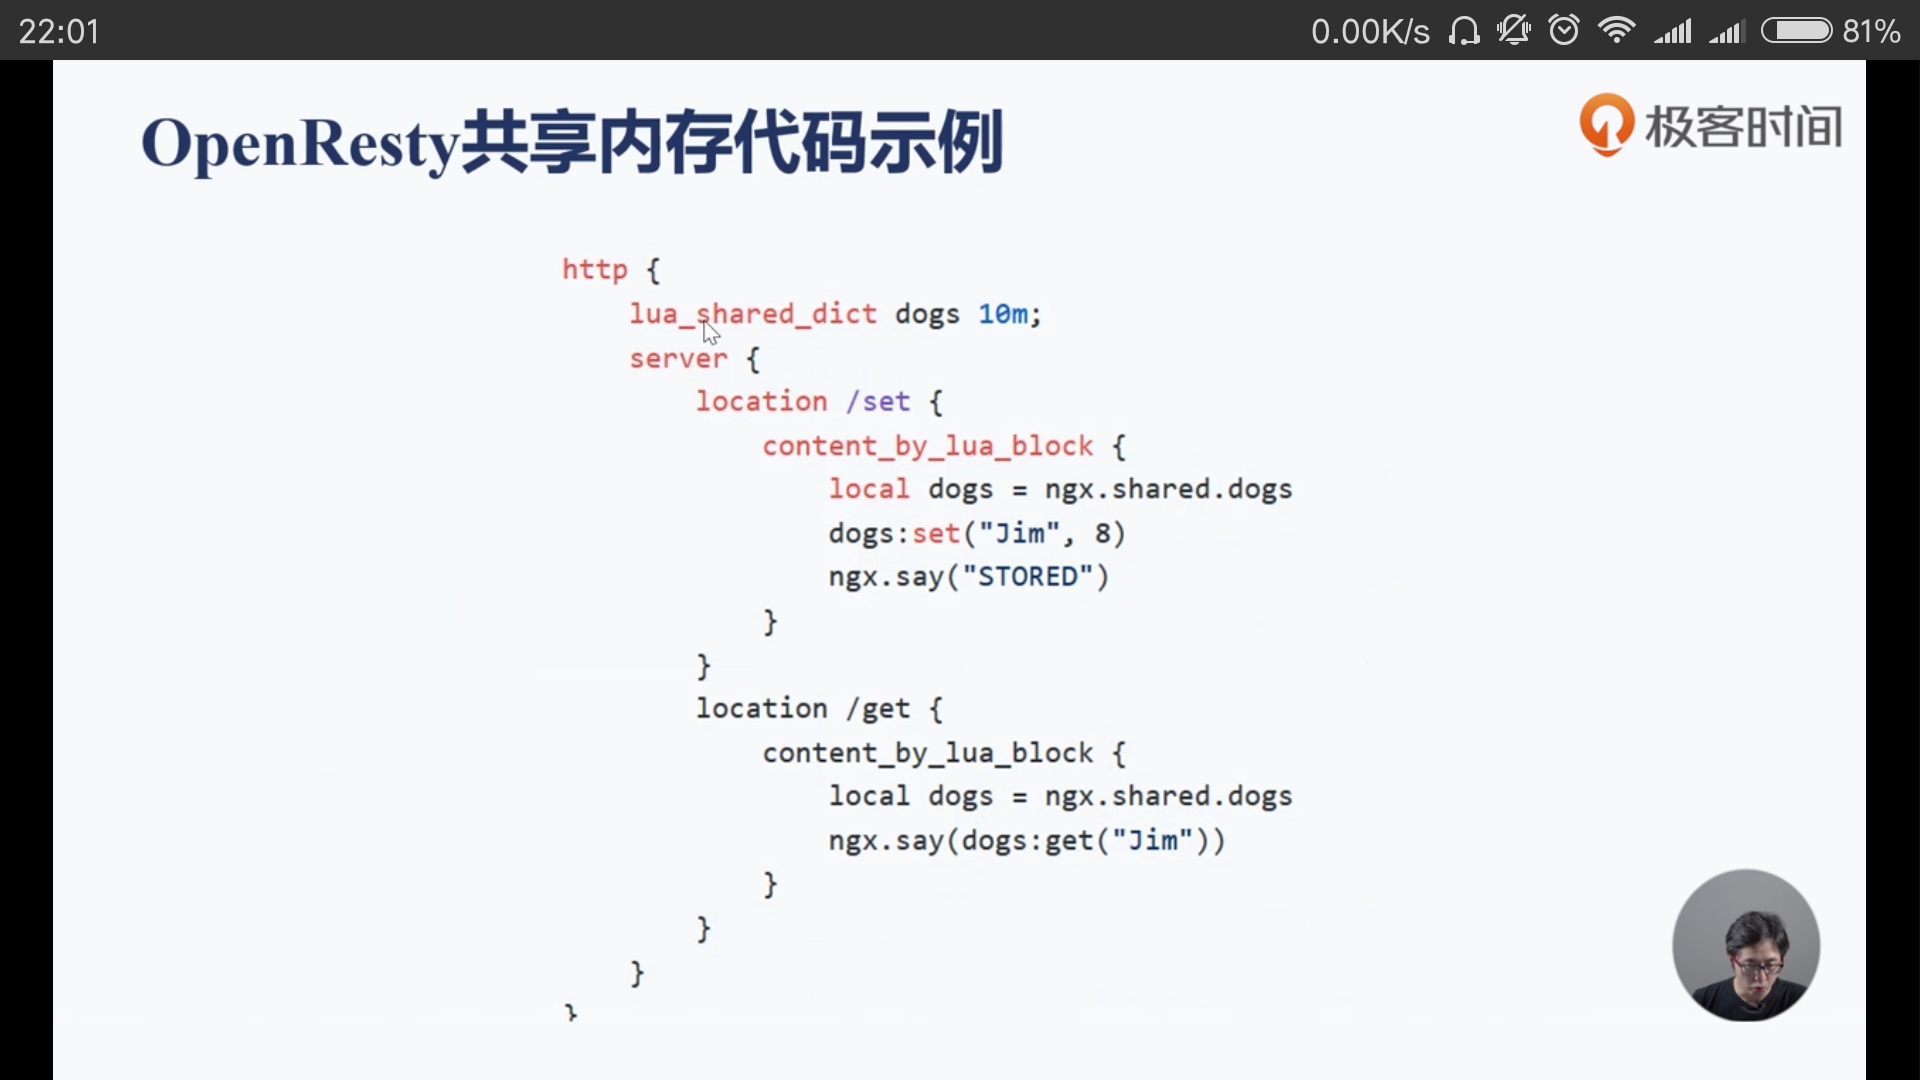 22:01 0.00K/s 81%
OpenResty共享内存代码示例
极客时间
http {
lua_shared_dict dogs 10m;
server {
location /set {
content_by_lua_block {
local dogs = ngx.shared.dogs
dogs:set("Jim", 8)
ngx.say("STORED")
}
}
location /get {
content_by_lua_block {
local dogs = ngx.shared.dogs
ngx.say(dogs:get("Jim"))
}
}
}
}